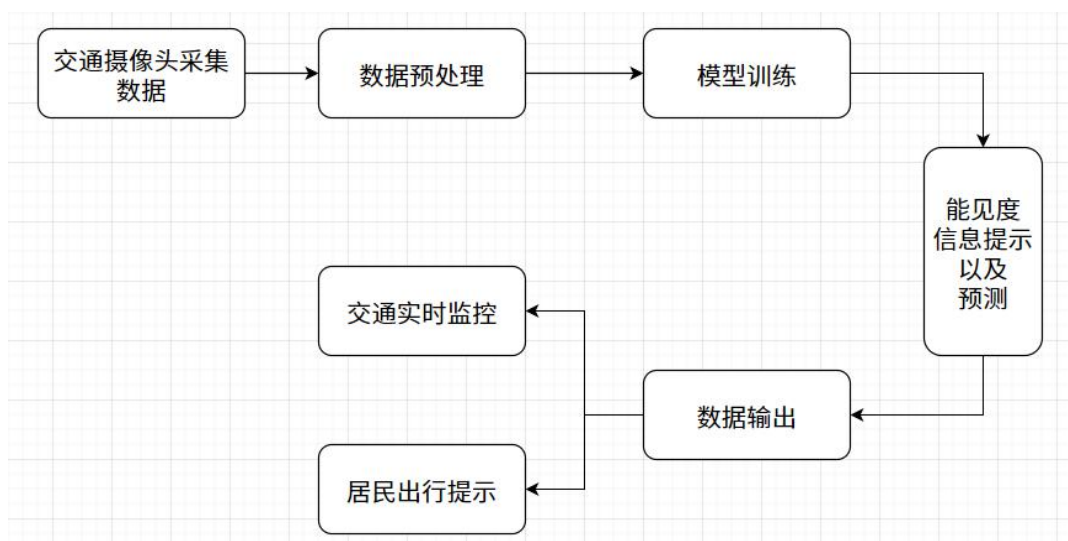 交通摄像头采集
数据
数据预处理
模型训练
能见度
信息提示
以及
预测
数据输出
交通实时监控
居民出行提示